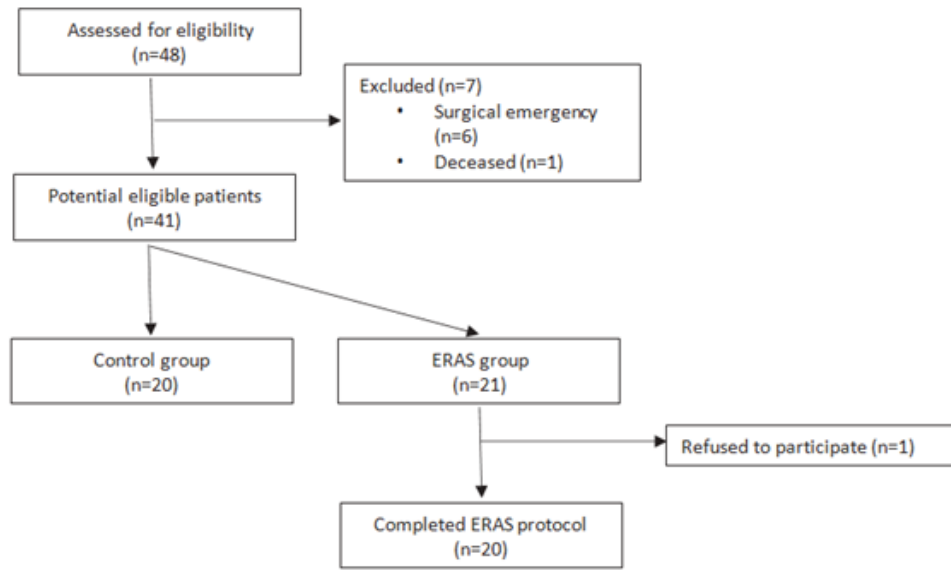 Assessed for eligibility
(n=48)
Excluded (n=7)
• Surgical emergency
(n=6)
• Deceased (n=1)
Potential eligible patients
(n=41)
Control group
(n=20)
ERAS group
(n=21)
Refused to participate (n=1)
Completed ERAS protocol
(n=20)